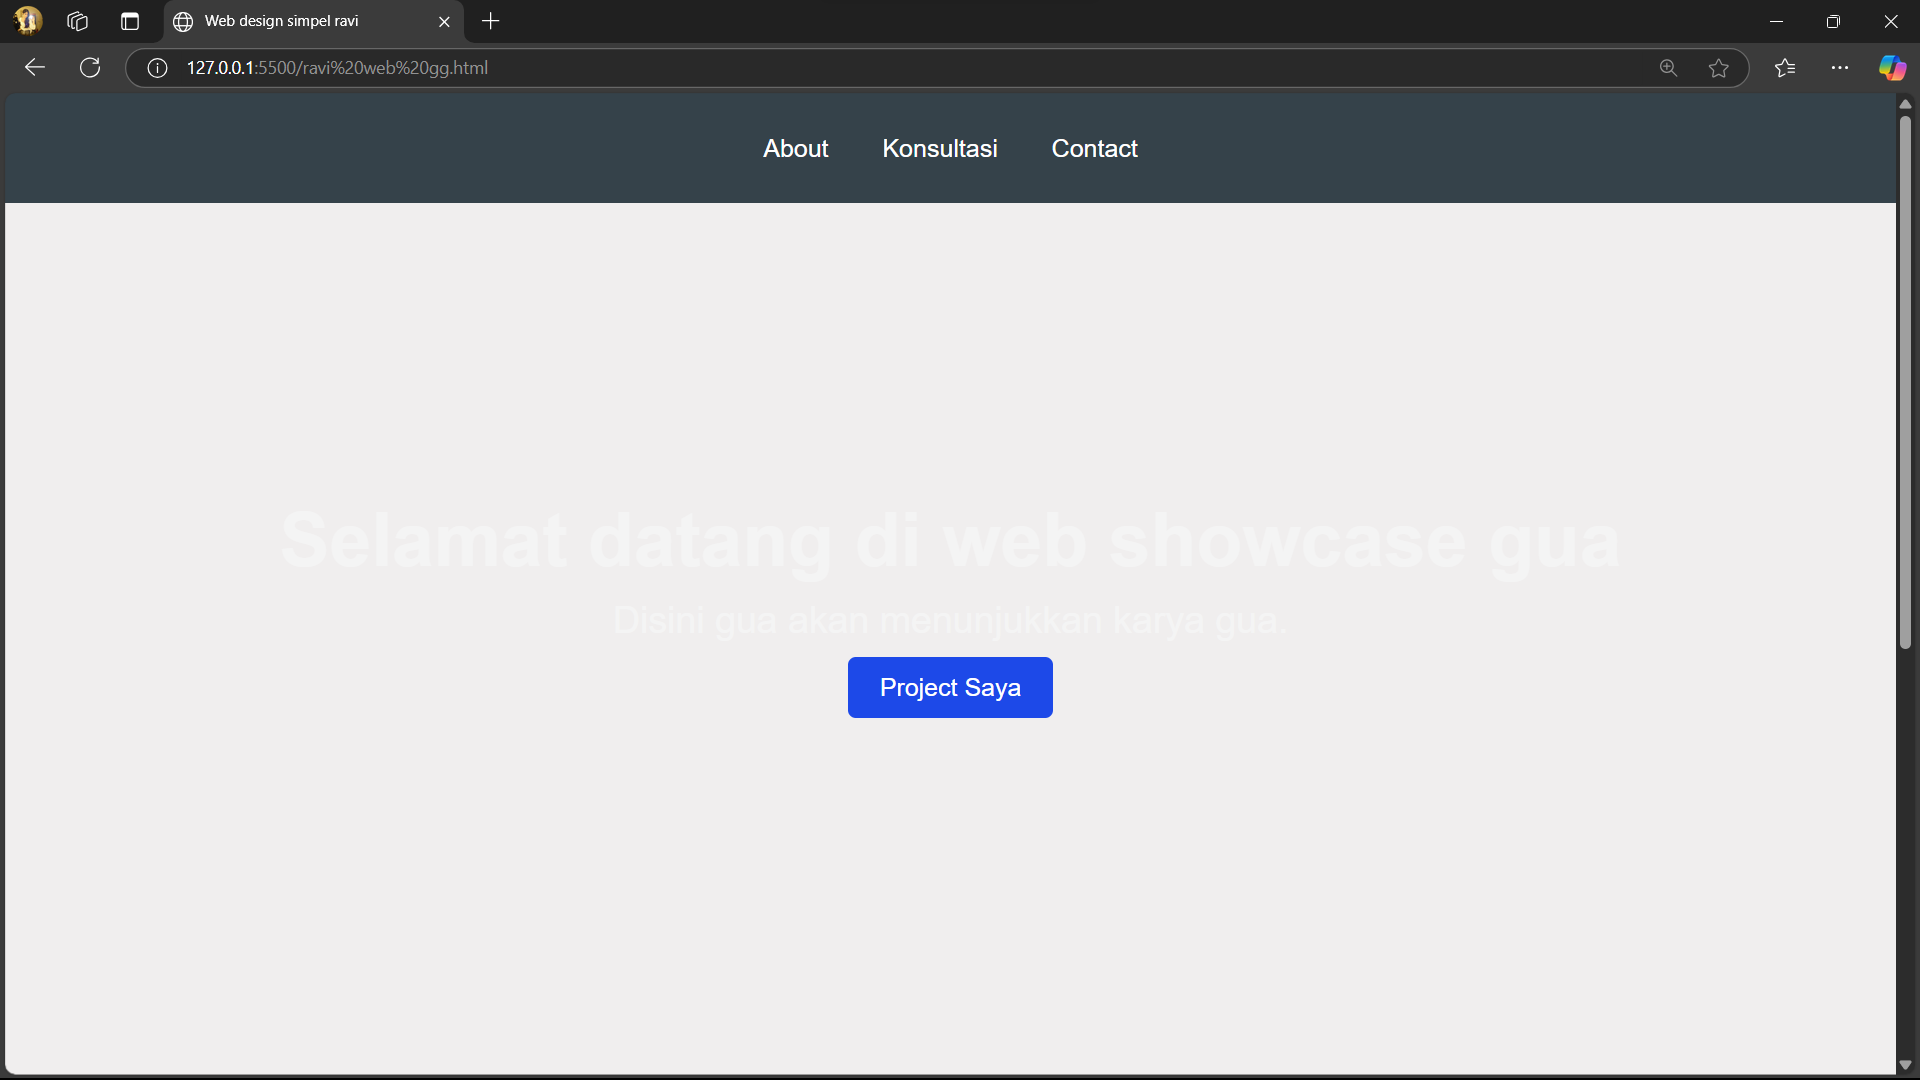 Web design simpel ravi
127.0.0.1:5500/ravi%20web%20gg.html
About Konsultasi Contact
Selamat datang di web showcase gua
Disini gua akan menunjukkan karya gua.
Project Saya